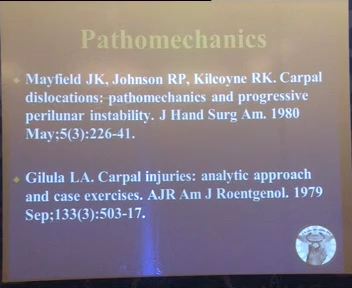 Pathomechanics
Mayfield JK, Johnson RP, Kilcoyne RK. Carpal
dislocations: pathomechanics and progressive
perilunar instability. J Hand Surg Am. 1980
May;5(3):226-41.
Gilula LA. Carpal injuries: analytic approach
and case exercises. AJR Am J Roentgenol. 1979
Sep;133(3):503-17.